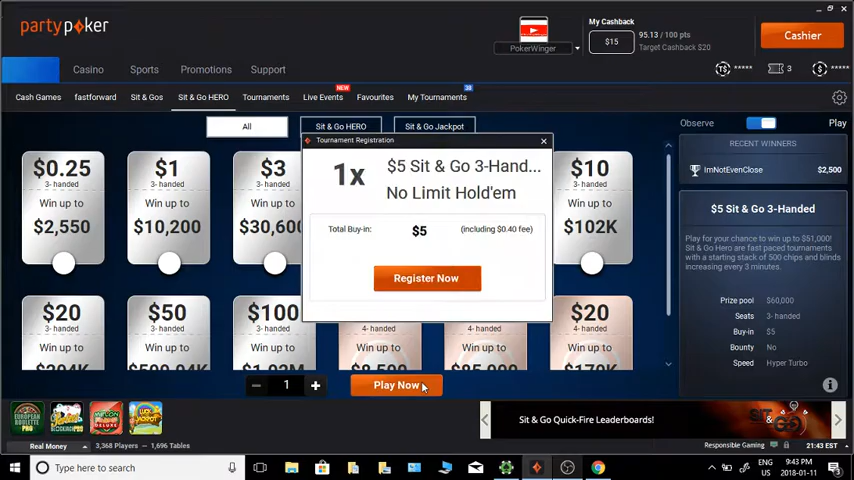 partypoker
PokerWinger
My Cashback
$15
95.13 / 100 pts
Target Cashback $20
Cashier
Casino
Sports
Promotions
Support
T$ *****
3
$ *****
Cash Games
fastforward
Sit & Gos
Sit & Go HERO
Tournaments
NEW
Live Events
Favourites
38
My Tournaments
All
Sit & Go HERO
Sit & Go Jackpot
Observe
Play
Tournament Registration
1x
$5 Sit & Go 3-Hand...
No Limit Hold'em
Total Buy-in:
$5
(including $0.40 fee)
Register Now
$0.25
3- handed
Win up to
$2,550
$1
3- handed
Win up to
$10,200
$3
3- handed
Win up to
$30,600
$10
3- handed
Win up to
$102K
$20
3- handed
Win up to
$50
3- handed
Win up to
$100
3- handed
Win up to
4- handed
Win up to
4- handed
Win up to
$20
4- handed
Win up to
RECENT WINNERS
ImNotEvenClose
$2,500
$5 Sit & Go 3-Handed
Play for your chance to win up to $51,000!
Sit & Go Hero are fast paced tournaments
with a starting stack of 500 chips and blinds
increasing every 3 minutes.
Prize pool $60,000
Seats 3-handed
Buy-in $5
Bounty No
Speed Hyper Turbo
1
Play Now
EUROPEAN
ROULETTE
PRO
MELON
DELUXE
LUCKY
JACKPOT
Sit & Go Quick-Fire Leaderboards!
SIT
&GO
Real Money
3,368 Players – 1,696 Tables
Responsible Gaming
21:43 EST
Type here to search
ENG
US
9:43 PM
2018-01-11